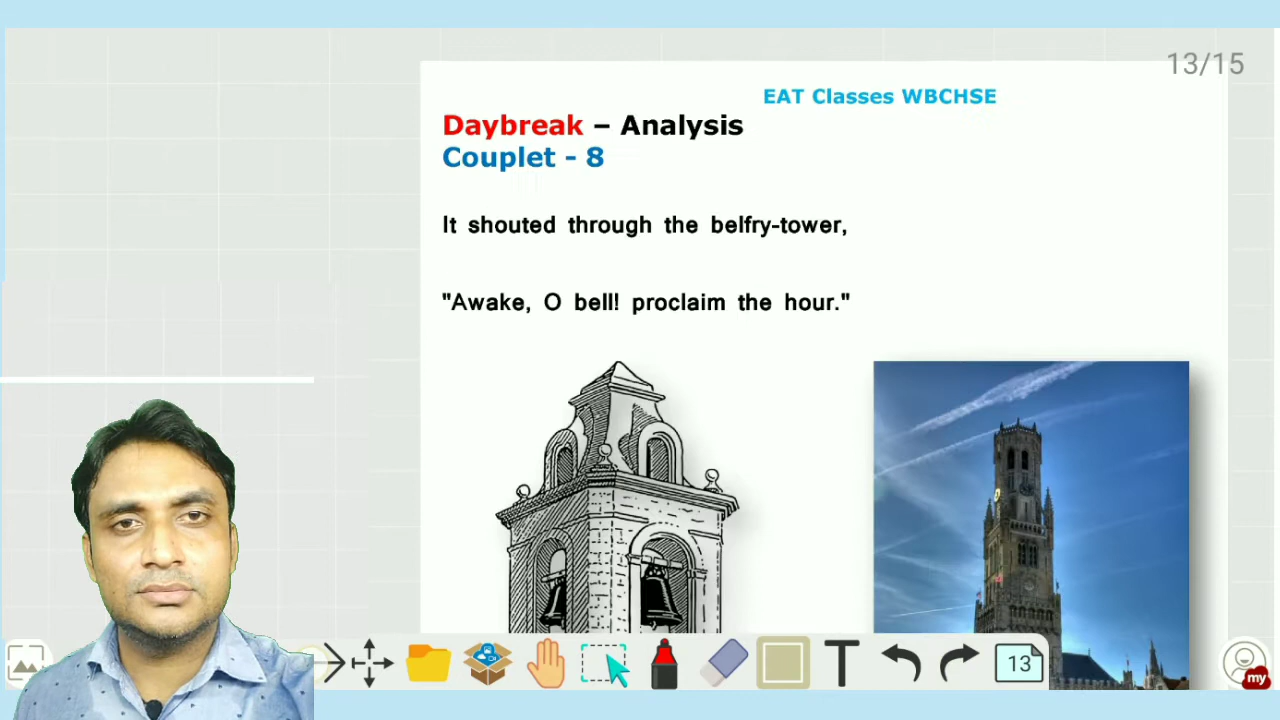 13/15
EAT Classes WBCHSE
Daybreak – Analysis
Couplet - 8
It shouted through the belfry-tower,
"Awake, O bell! proclaim the hour."
T
13
my